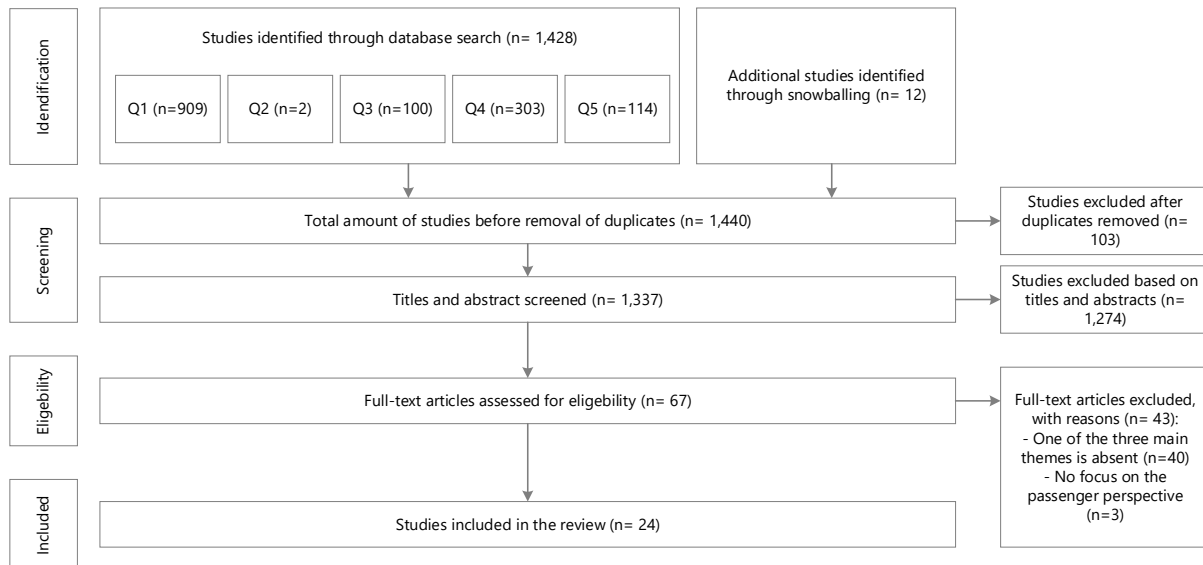 Idendification
Studies identified through database search (n= 1,428)
Q1 (n=909)
Q2 (n=2)
Q3 (n=100)
Q4 (n=303)
Q5 (n=114)
Additional studies identified
through snowballing (n= 12)
Screening
Total amount of studies before removal of duplicates (n= 1,440)
Studies excluded after
duplicates removed (n=
103)
Titles and abstract screened (n= 1,337)
Studies excluded based on
titles and abstracts (n=
1,274)
Eligibility
Full-text articles assessed for eligebility (n= 67)
Full-text articles excluded,
with reasons (n= 43):
- One of the three main
themes is absent (n=40)
- No focus on the
passenger perspective
(n=3)
Included
Studies included in the review (n= 24)